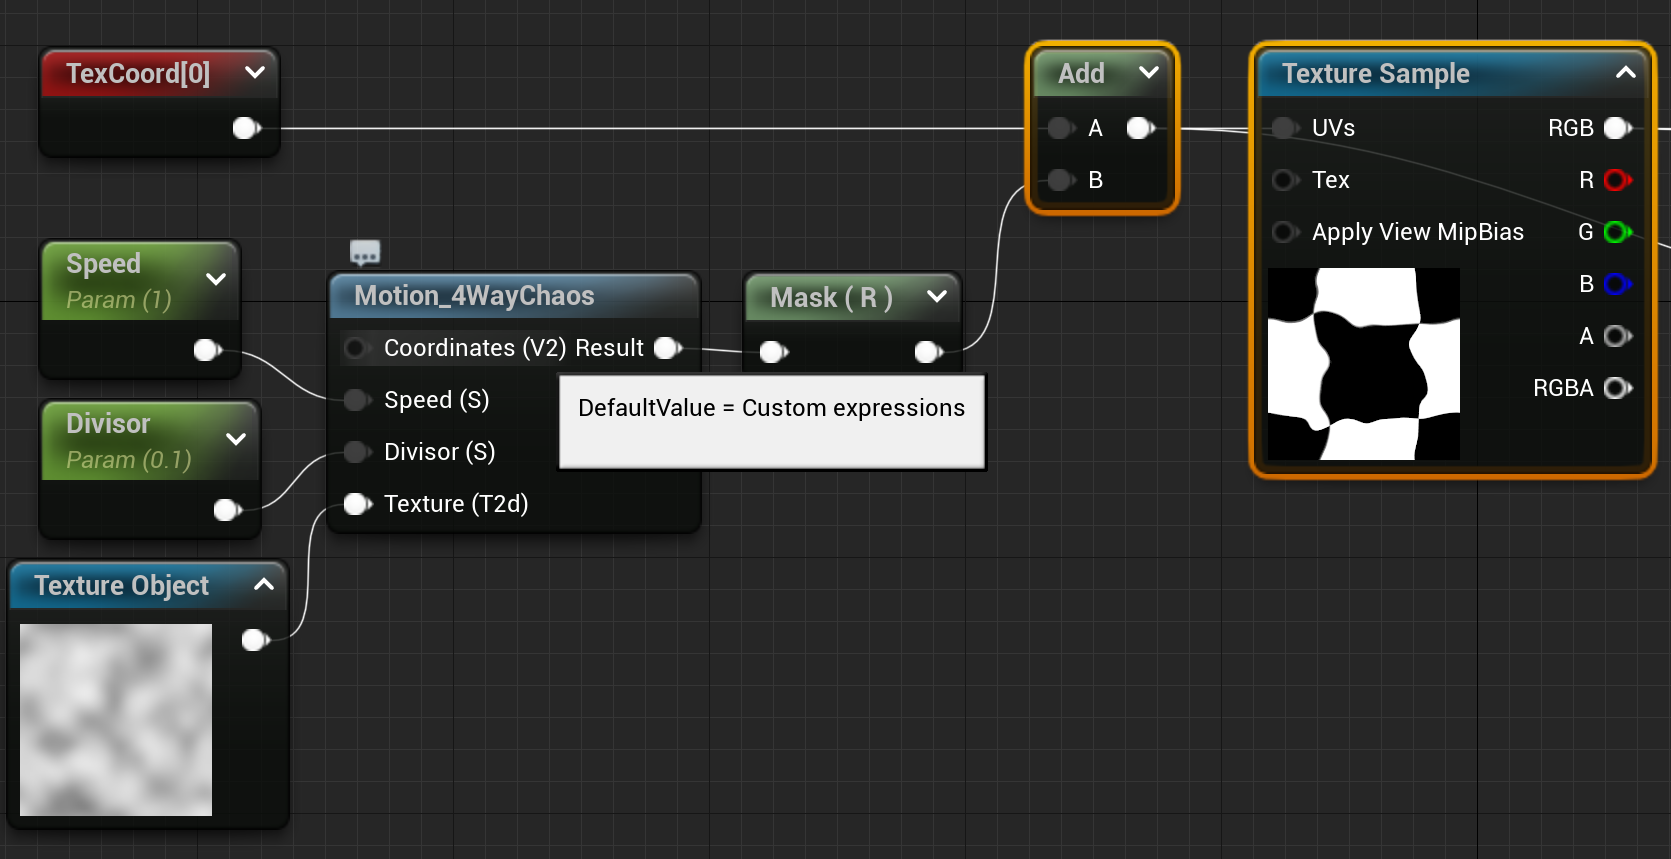 TexCoord[0]
Speed
Param (1)
Divisor
Param (0.1)
Texture Object
Motion_4WayChaos
Coordinates (V2) Result
Speed (S)
Divisor (S)
Texture (T2d)
Mask ( R )
DefaultValue = Custom expressions
Add
A
B
Texture Sample
UVs RGB
Tex R
Apply View MipBias G
B
A
RGBA